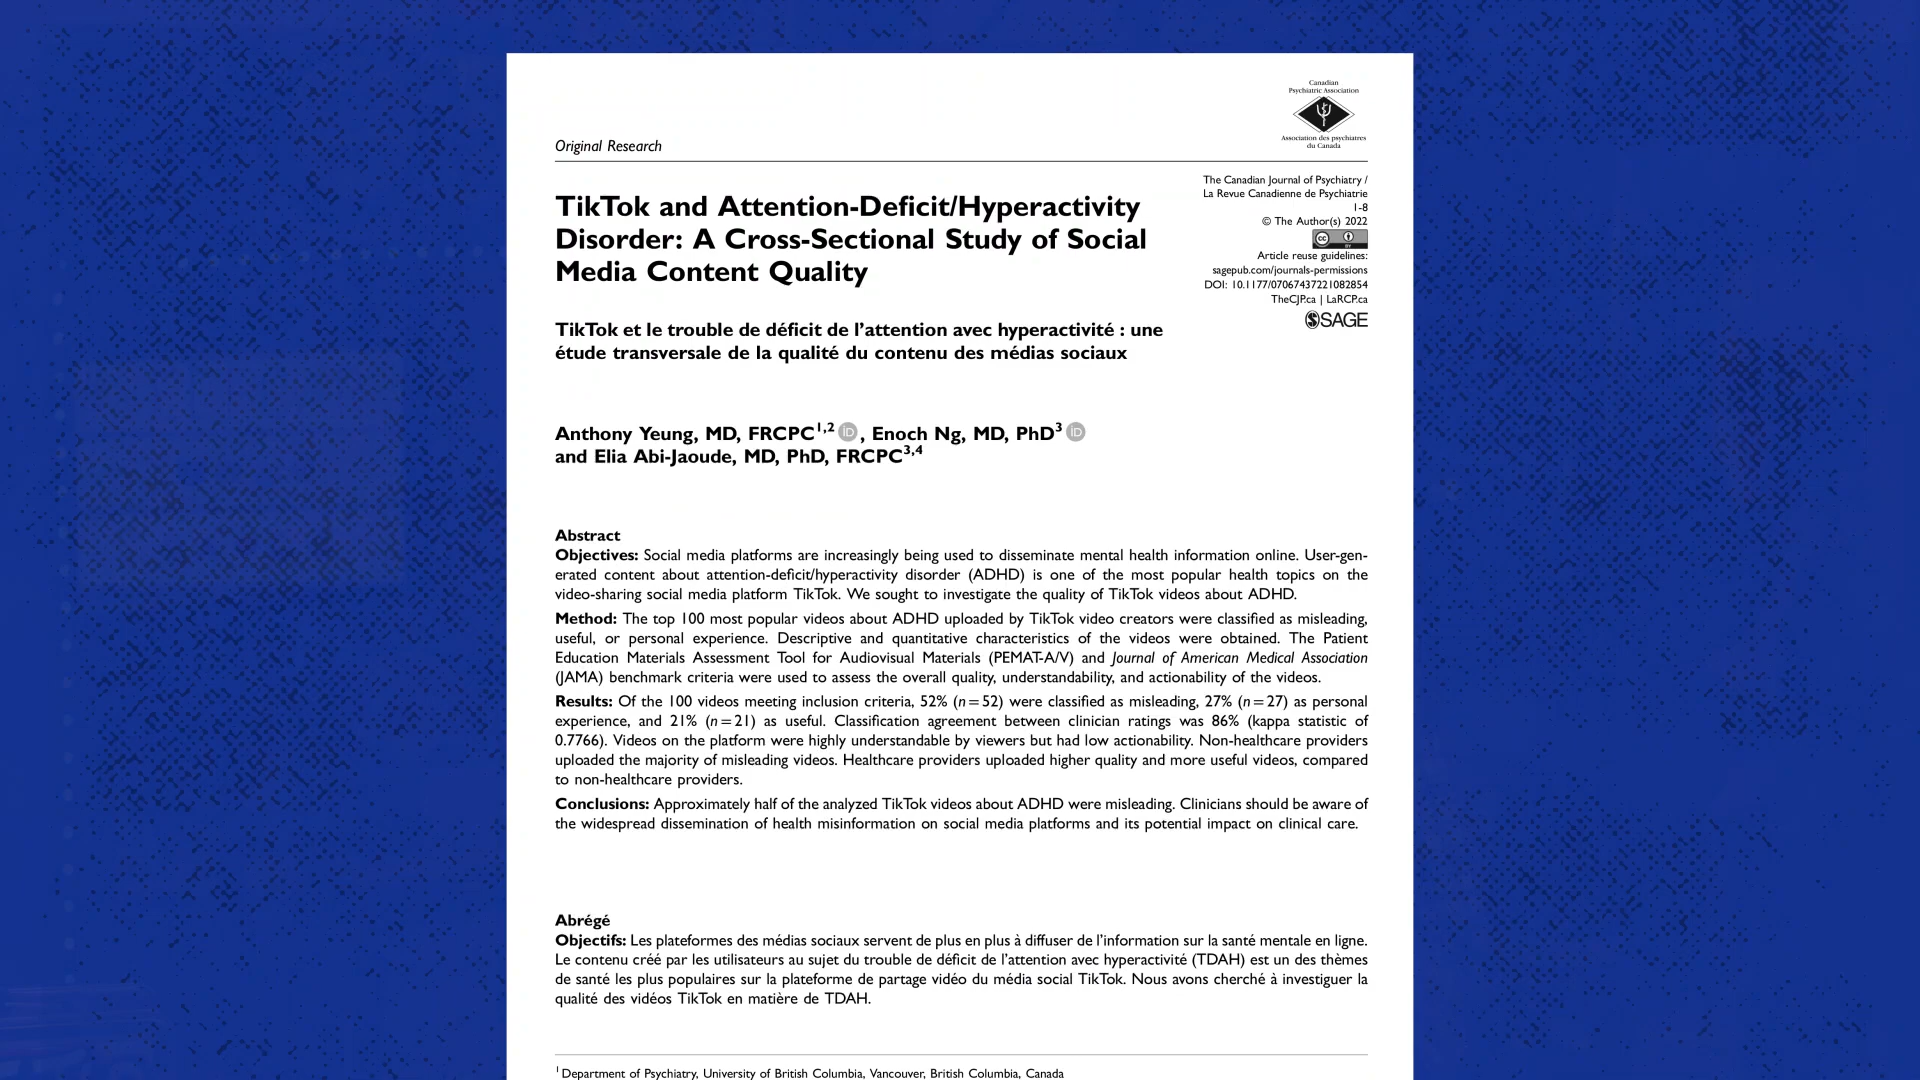 Canadian
Psychiatric Association
Association des psychiatres
du Canada
Original Research
The Canadian Journal of Psychiatry /
La Revue Canadienne de Psychiatrie
1-8
© The Author(s) 2022
cc BY
Article reuse guidelines:
sagepub.com/journals-permissions
DOI: 10.1177/07067437221082854
TheCJP.ca | LaRCP.ca
SAGE
TikTok and Attention-Deficit/Hyperactivity
Disorder: A Cross-Sectional Study of Social
Media Content Quality
TikTok et le trouble de déficit de l’attention avec hyperactivité : une
étude transversale de la qualité du contenu des médias sociaux
Anthony Yeung, MD, FRCPC1,2 iD , Enoch Ng, MD, PhD3 iD
and Elia Abi-Jaoude, MD, PhD, FRCPC3,4
Abstract
Objectives: Social media platforms are increasingly being used to disseminate mental health information online. User-gen-
erated content about attention-deficit/hyperactivity disorder (ADHD) is one of the most popular health topics on the
video-sharing social media platform TikTok. We sought to investigate the quality of TikTok videos about ADHD.
Method: The top 100 most popular videos about ADHD uploaded by TikTok video creators were classified as misleading,
useful, or personal experience. Descriptive and quantitative characteristics of the videos were obtained. The Patient
Education Materials Assessment Tool for Audiovisual Materials (PEMAT-A/V) and Journal of American Medical Association
(JAMA) benchmark criteria were used to assess the overall quality, understandability, and actionability of the videos.
Results: Of the 100 videos meeting inclusion criteria, 52% (n = 52) were classified as misleading, 27% (n = 27) as personal
experience, and 21% (n = 21) as useful. Classification agreement between clinician ratings was 86% (kappa statistic of
0.7766). Videos on the platform were highly understandable by viewers but had low actionability. Non-healthcare providers
uploaded the majority of misleading videos. Healthcare providers uploaded higher quality and more useful videos, compared
to non-healthcare providers.
Conclusions: Approximately half of the analyzed TikTok videos about ADHD were misleading. Clinicians should be aware of
the widespread dissemination of health misinformation on social media platforms and its potential impact on clinical care.
Abrégé
Objectifs: Les plateformes des médias sociaux servent de plus en plus à diffuser de l’information sur la santé mentale en ligne.
Le contenu créé par les utilisateurs au sujet du trouble de déficit de l’attention avec hyperactivité (TDAH) est un des thèmes
de santé les plus populaires sur la plateforme de partage vidéo du média social TikTok. Nous avons cherché à investiguer la
qualité des vidéos TikTok en matière de TDAH.
1 Department of Psychiatry, University of British Columbia, Vancouver, British Columbia, Canada